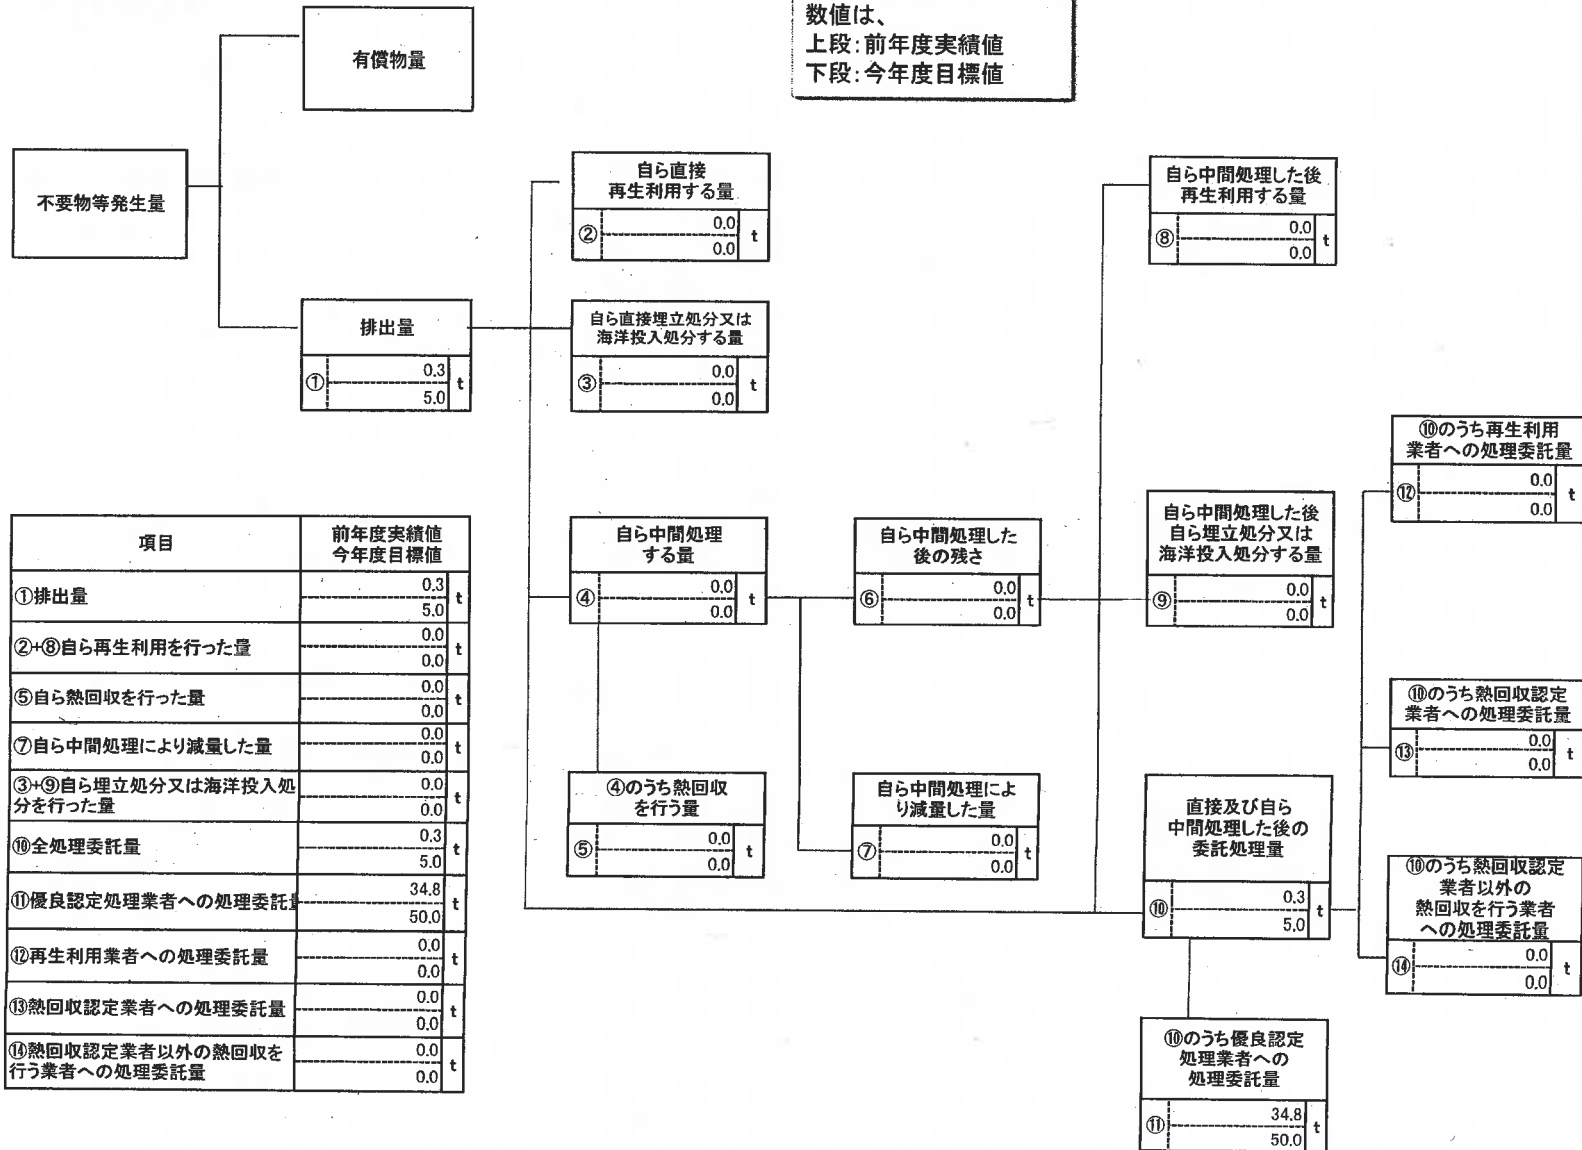 数値は、
上段:前年度実績値
下段:今年度目標値
有償物量
不要物等発生量
排出量
① 0.3 t
5.0
自ら直接
再生利用する量
② 0.0 t
0.0
自ら直接埋立処分又は
海洋投入処分する量
③ 0.0 t
0.0
自ら中間処理
する量
④ 0.0 t
0.0
④のうち熱回収
を行う量
⑤ 0.0 t
0.0
自ら中間処理した
後の残さ
⑥ 0.0 t
0.0
自ら中間処理によ
り減量した量
⑦ 0.0 t
0.0
自ら中間処理した後
再生利用する量
⑧ 0.0 t
0.0
自ら中間処理した後
自ら埋立処分又は
海洋投入処分する量
⑨ 0.0 t
0.0
直接及び自ら
中間処理した後の
委託処理量
⑩ 0.3 t
5.0
⑩のうち優良認定
処理業者への
処理委託量
⑪ 34.8 t
50.0
⑩のうち再生利用
業者への処理委託量
⑫ 0.0 t
0.0
⑩のうち熱回収認定
業者への処理委託量
⑬ 0.0 t
0.0
⑩のうち熱回収認定
業者以外の
熱回収を行う業者
への処理委託量
⑭ 0.0 t
0.0
項目 前年度実績値
今年度目標値
①排出量 0.3 t
5.0
②+⑧自ら再生利用を行った量 0.0 t
0.0
⑤自ら熱回収を行った量 0.0 t
0.0
⑦自ら中間処理により減量した量 0.0 t
0.0
③+⑨自ら埋立処分又は海洋投入処 0.0 t
分を行った量 0.0
⑩全処理委託量 0.3 t
5.0
⑪優良認定処理業者への処理委託量 34.8 t
50.0
⑫再生利用業者への処理委託量 0.0 t
0.0
⑬熱回収認定業者への処理委託量 0.0 t
0.0
⑭熱回収認定業者以外の熱回収を 0.0 t
行う業者への処理委託量 0.0